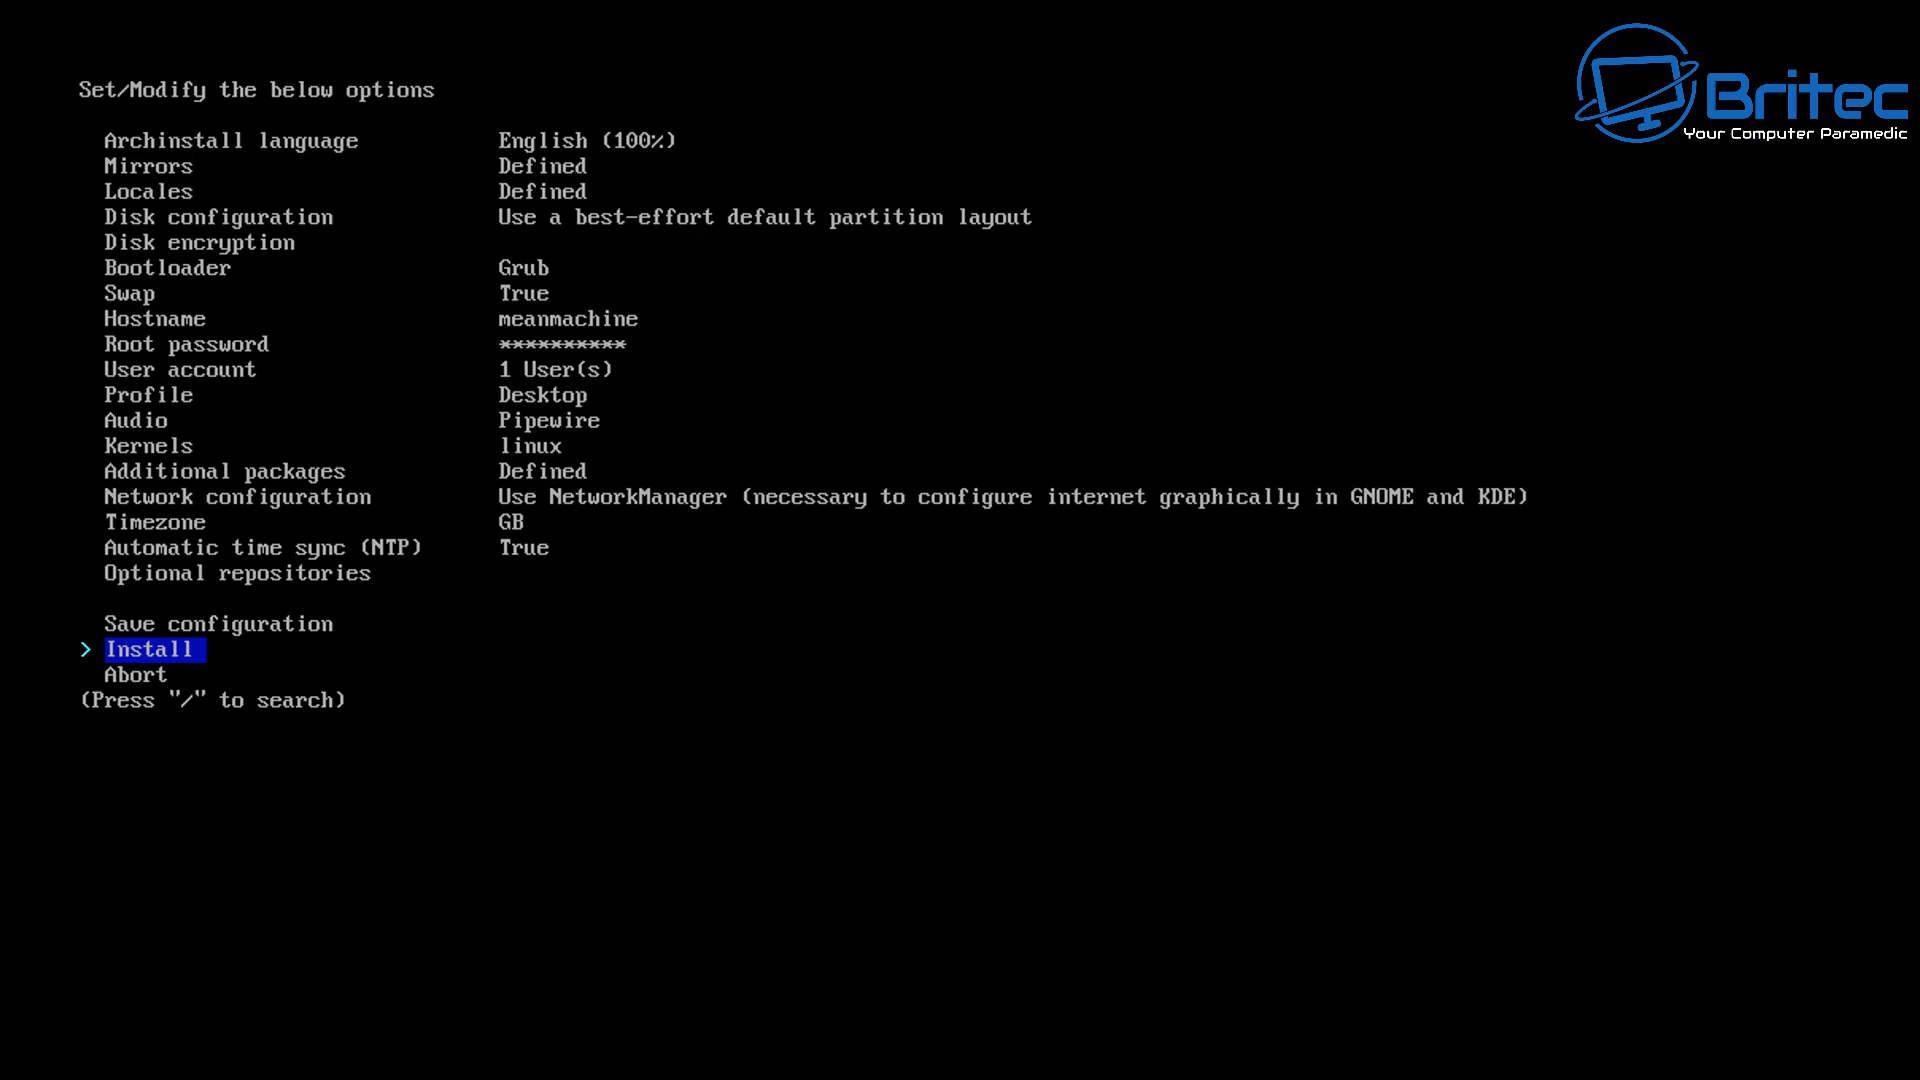 Britec
Your Computer Paramedic
Set/Modify the below options
Archinstall language English (100%)
Mirrors Defined
Locales Defined
Disk configuration Use a best-effort default partition layout
Disk encryption
Bootloader Grub
Swap True
Hostname meanmachine
Root password **********
User account 1 User(s)
Profile Desktop
Audio Pipewire
Kernels linux
Additional packages Defined
Network configuration Use NetworkManager (necessary to configure internet graphically in GNOME and KDE)
Timezone GB
Automatic time sync (NTP) True
Optional repositories
Save configuration
> Install
Abort
(Press "/" to search)